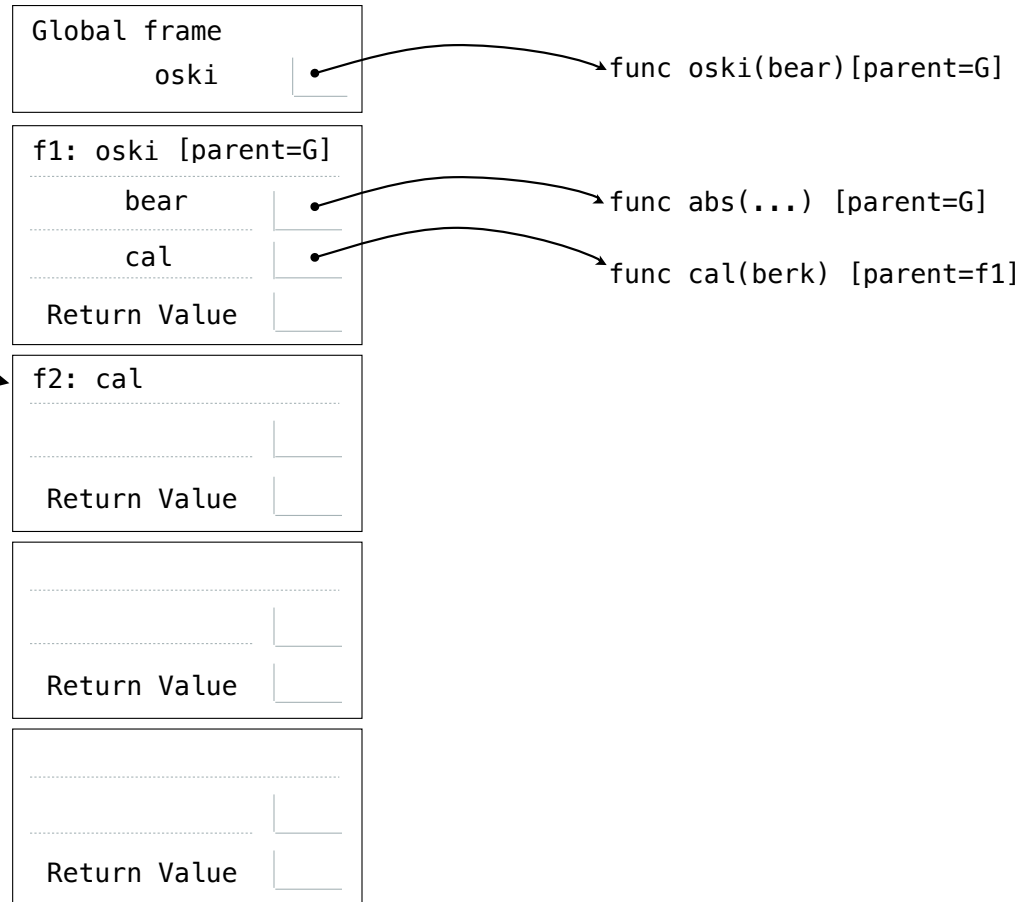 Global frame
oski
func oski(bear)[parent=G]
f1: oski [parent=G]
bear
func abs(...) [parent=G]
cal
func cal(berk) [parent=f1]
Return Value
f2: cal
Return Value
Return Value
Return Value